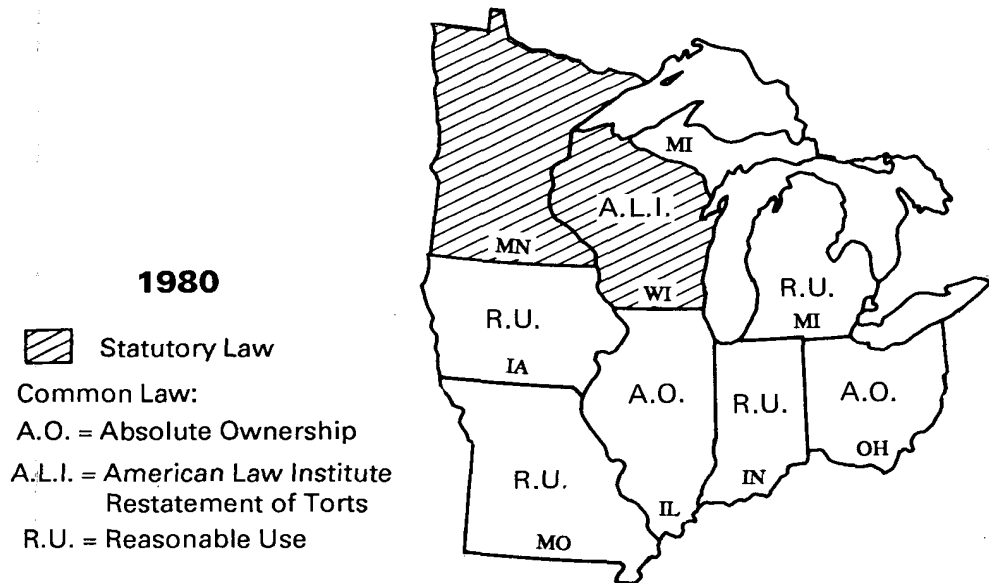 1980
Statutory Law
Common Law:
A.O. = Absolute Ownership
A.L.I. = American Law Institute
Restatement of Torts
R.U. = Reasonable Use
MI
A.L.I.
MN
WI
R.U.
MI
R.U.
IA
A.O.
R.U.
A.O.
OH
IN
R.U.
IL
MO